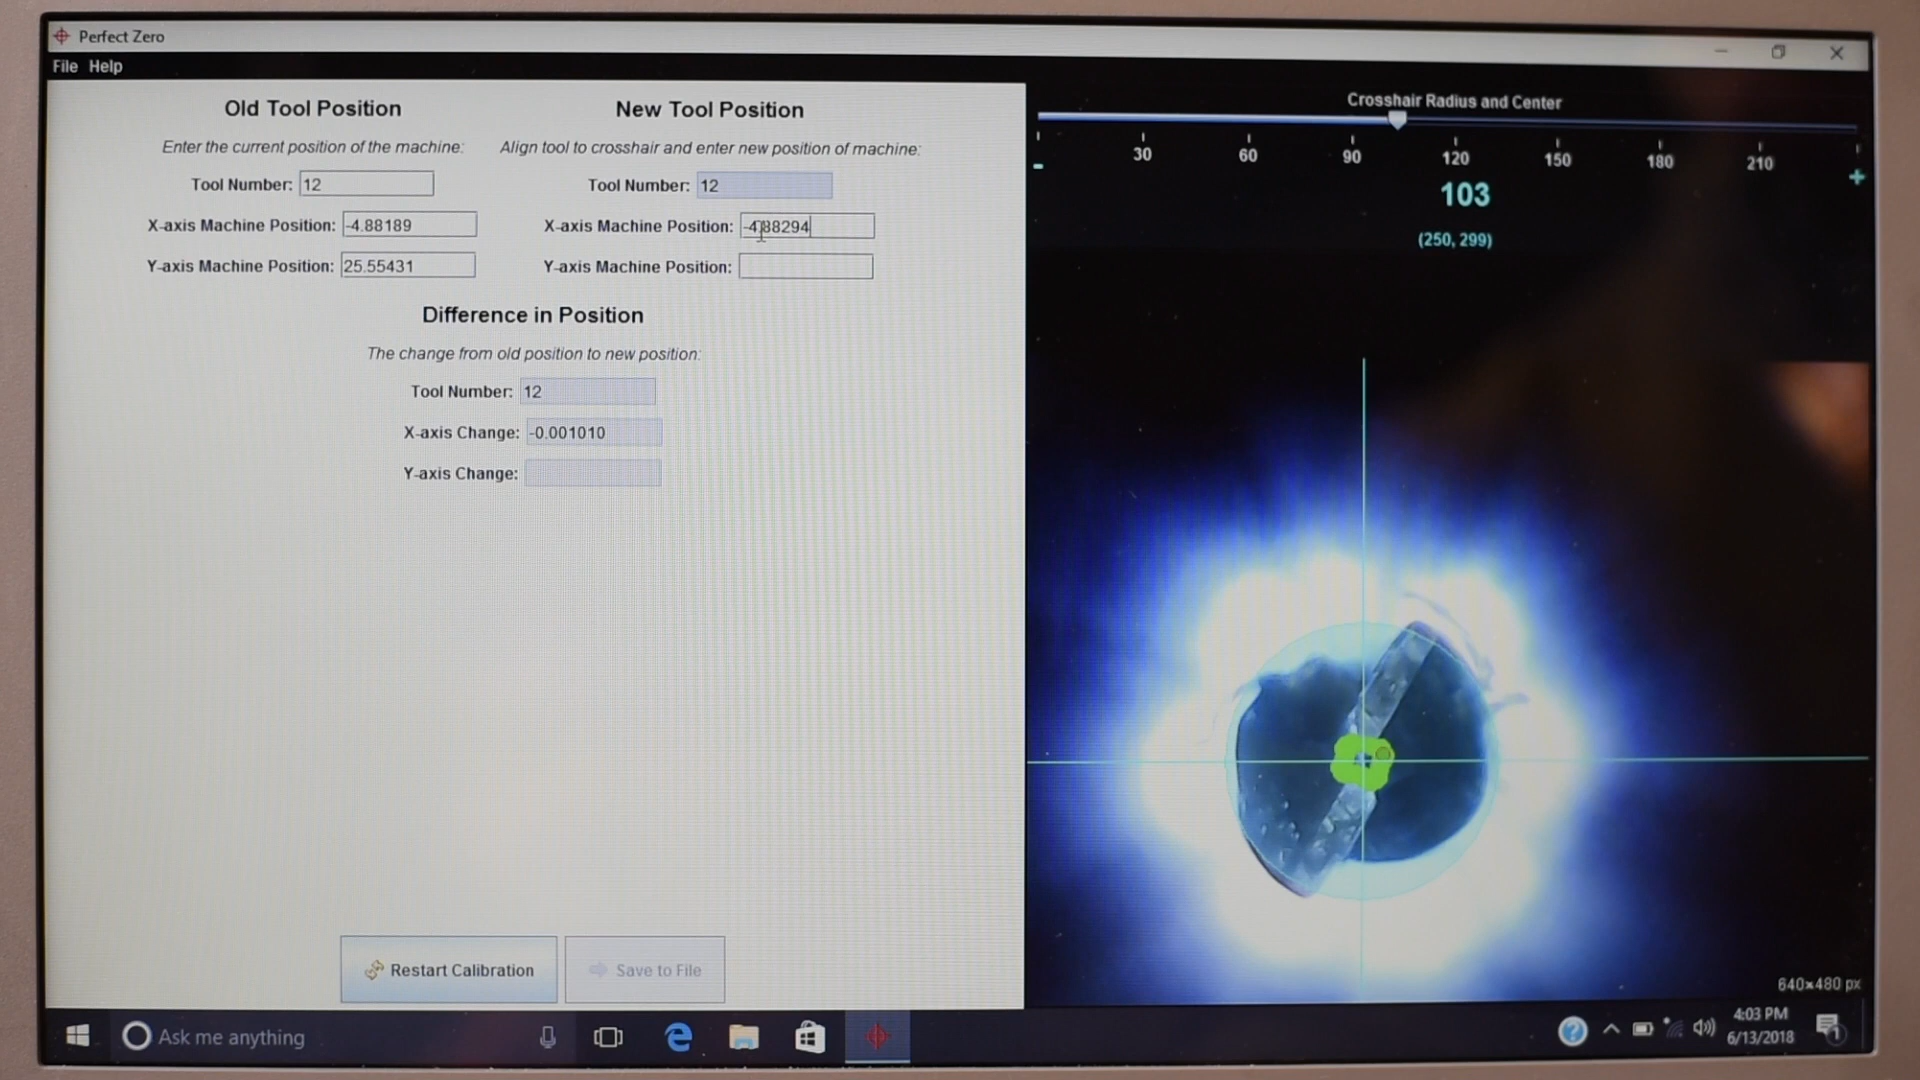 Perfect Zero
File Help
Old Tool Position
Enter the current position of the machine:
Tool Number: 12
X-axis Machine Position: -4.88189
Y-axis Machine Position: 25.55431
New Tool Position
Align tool to crosshair and enter new position of machine:
Tool Number: 12
X-axis Machine Position: -4.88294
Y-axis Machine Position:
Difference in Position
The change from old position to new position:
Tool Number: 12
X-axis Change: -0.001010
Y-axis Change:
Restart Calibration
Save to File
Crosshair Radius and Center
- 30 60 90 120 150 180 210 +
103
(250, 299)
640×480 px
Ask me anything
4:03 PM
6/13/2018
1